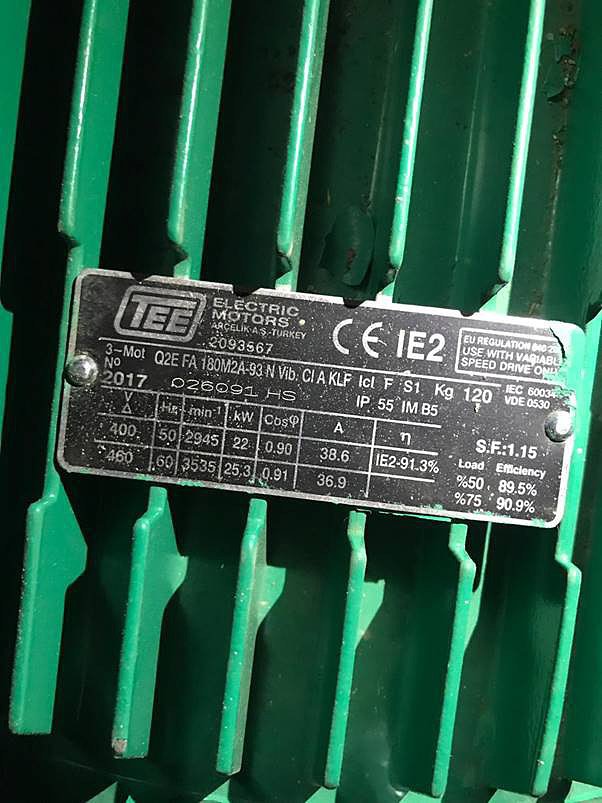 TEE
ELECTRIC
MOTORS
ARÇELİK A.Ş.-TURKEY
2093567
CE IE2
EU REGULATION 640
USE WITH VARIABLE
SPEED DRIVE ONLY
3~Mot Q2E FA 180M2A-93 N Vib. Cl A KLF Icl F S1 Kg 120 IEC 60034
No 2017 026091 HS IP 55 IM B5 VDE 0530
V Hz min⁻¹ kW Cosφ A η
Δ 400 50 2945 22 0.90 38.6 IE2-91.3% S.F.:1.15
460 60 3535 25.3 0.91 36.9
Load Efficiency
%50 89.5%
%75 90.9%